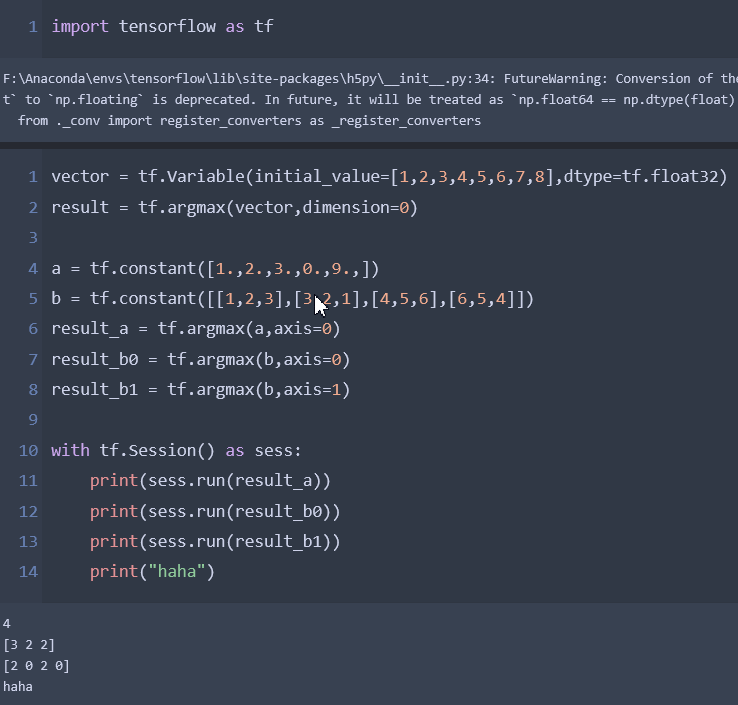 1 import tensorflow as tf
F:\Anaconda\envs\tensorflow\lib\site-packages\h5py\__init__.py:34: FutureWarning: Conversion of the
t` to `np.floating` is deprecated. In future, it will be treated as `np.float64 == np.dtype(float)
from ._conv import register_converters as _register_converters
1 vector = tf.Variable(initial_value=[1,2,3,4,5,6,7,8],dtype=tf.float32)
2 result = tf.argmax(vector,dimension=0)
3
4 a = tf.constant([1.,2.,3.,0.,9.,])
5 b = tf.constant([[1,2,3],[3,2,1],[4,5,6],[6,5,4]])
6 result_a = tf.argmax(a,axis=0)
7 result_b0 = tf.argmax(b,axis=0)
8 result_b1 = tf.argmax(b,axis=1)
9
10 with tf.Session() as sess:
11 print(sess.run(result_a))
12 print(sess.run(result_b0))
13 print(sess.run(result_b1))
14 print("haha")
4
[3 2 2]
[2 0 2 0]
haha